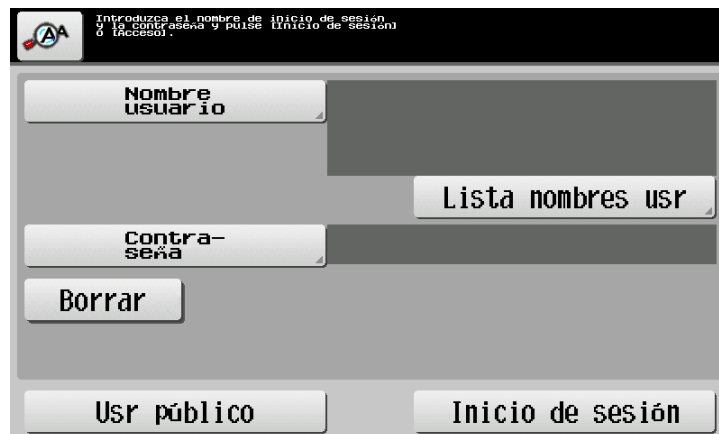 Introduzca el nombre de inicio de sesión
y la contraseña y pulse [Inicio de sesión]
o [Acceso].
AA
Nombre
usuario
Lista nombres usr
Contra-
seña
Borrar
Usr público
Inicio de sesión